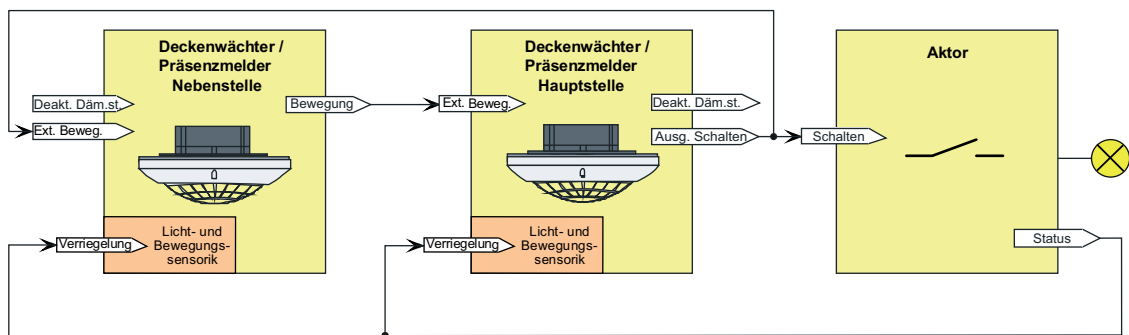 Deckenwächter /
Präsenzmelder
Nebenstelle
Deakt. Däm.st.
Bewegung
Ext. Beweg.
Verriegelung
Licht- und
Bewegungs-
sensorik
Deckenwächter /
Präsenzmelder
Hauptstelle
Ext. Beweg.
Deakt. Däm.st.
Ausg. Schalten
Verriegelung
Licht- und
Bewegungs-
sensorik
Aktor
Schalten
Status